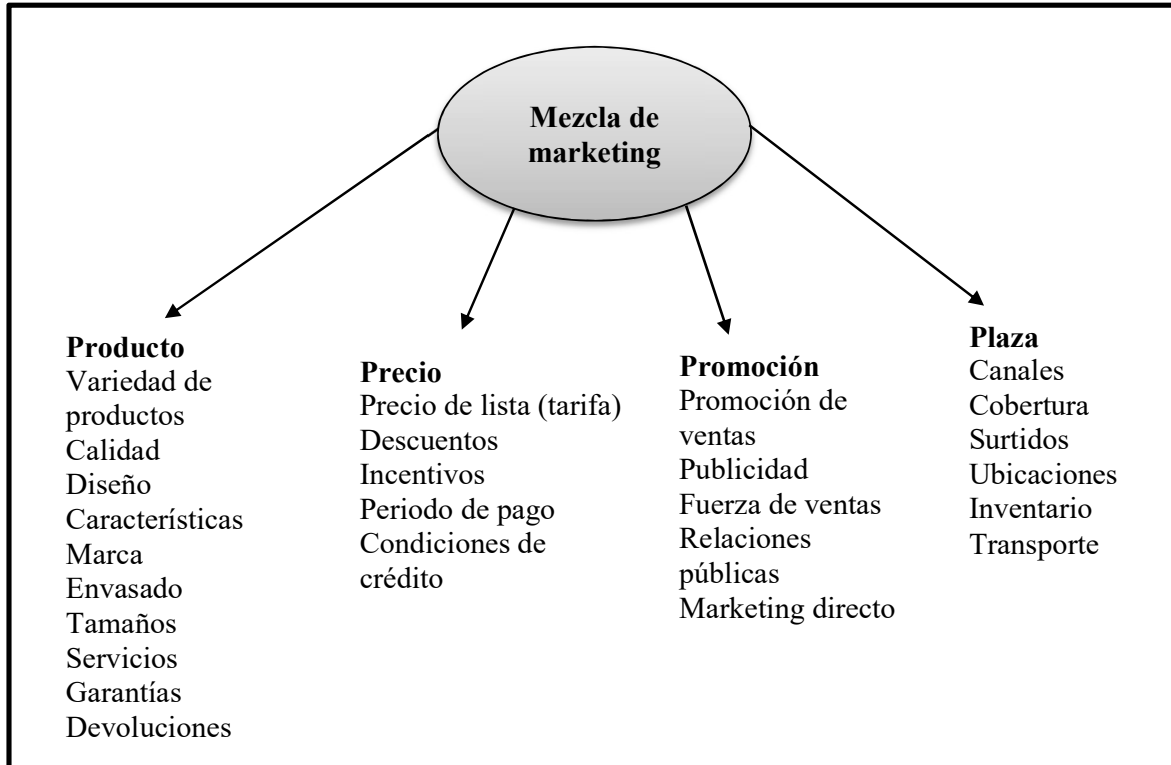 Mezcla de
marketing
Producto
Variedad de
productos
Calidad
Diseño
Características
Marca
Envasado
Tamaños
Servicios
Garantías
Devoluciones
Precio
Precio de lista (tarifa)
Descuentos
Incentivos
Periodo de pago
Condiciones de
crédito
Promoción
Promoción de
ventas
Publicidad
Fuerza de ventas
Relaciones
públicas
Marketing directo
Plaza
Canales
Cobertura
Surtidos
Ubicaciones
Inventario
Transporte